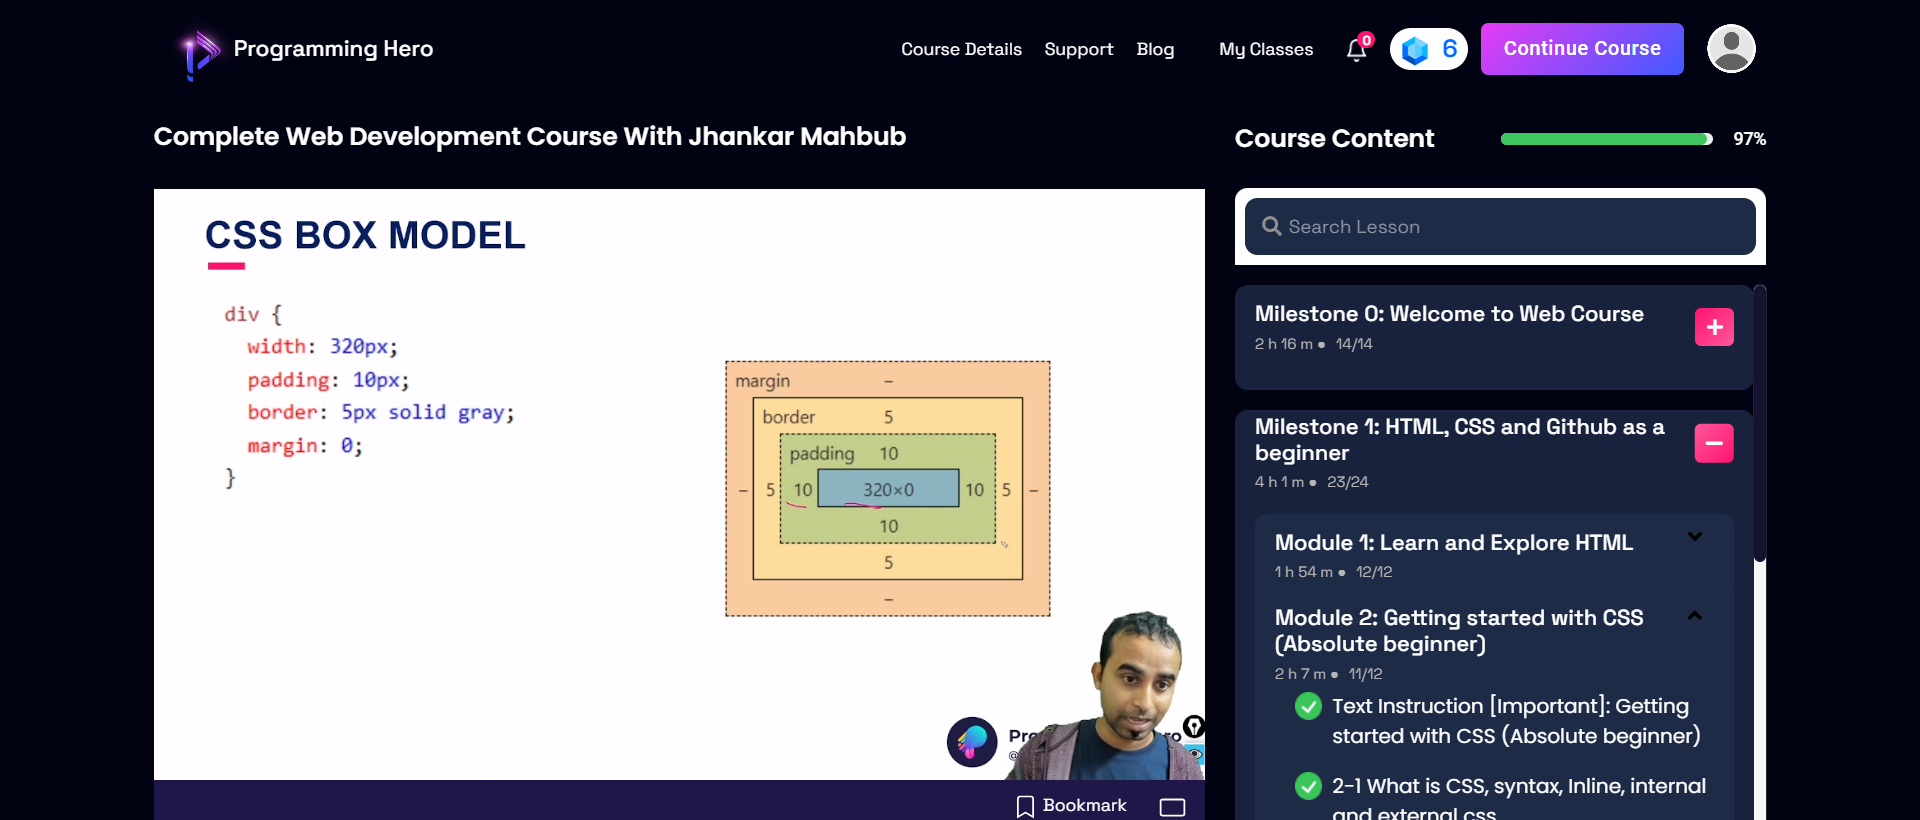 Programming Hero
Course Details Support Blog My Classes 0 6 Continue Course
Complete Web Development Course With Jhankar Mahbub
CSS BOX MODEL
div {
width: 320px;
padding: 10px;
border: 5px solid gray;
margin: 0;
}
margin –
border 5
padding 10
– 5 10 320×0 10 5 –
10
5
–
Bookmark
Course Content 97%
Search Lesson
Milestone 0: Welcome to Web Course
2 h 16 m ● 14/14
Milestone 1: HTML, CSS and Github as a
beginner
4 h 1 m ● 23/24
Module 1: Learn and Explore HTML
1 h 54 m ● 12/12
Module 2: Getting started with CSS
(Absolute beginner)
2 h 7 m ● 11/12
Text Instruction [Important]: Getting
started with CSS (Absolute beginner)
2-1 What is CSS, syntax, Inline, internal
and external css